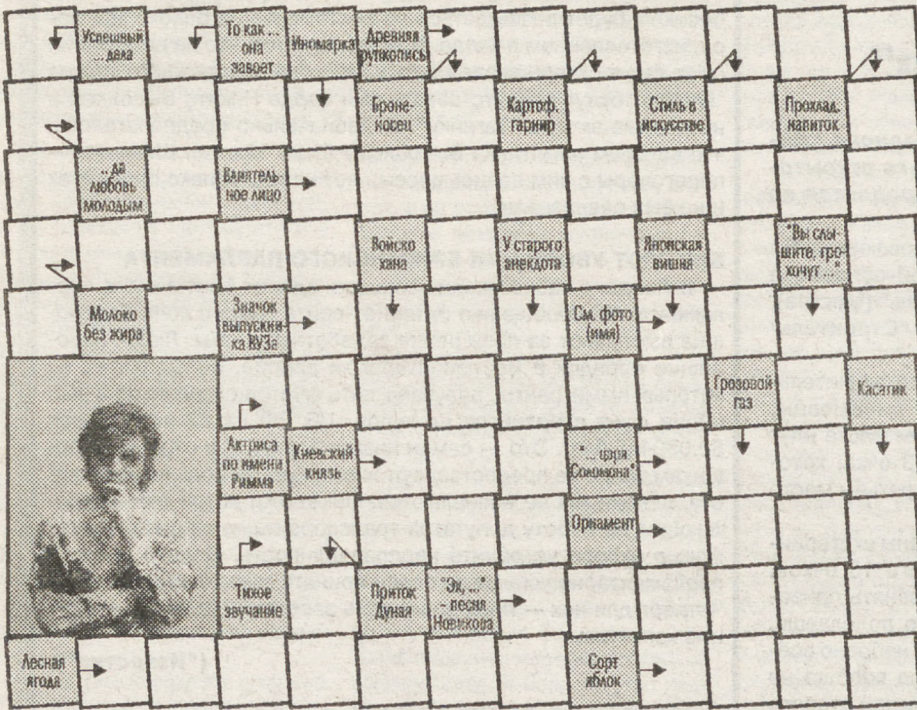 Успешный
... дела
То как ...
она
завоет
Иномарка
Древняя
рупкопись
Броне-
носец
Картоф.
гарнир
Стиль в
искусстве
Прохлад.
напиток
...да
любовь
молодым
Влиятель-
ное лицо
Войско
хана
У старого
анекдота
Японская
вишня
"Вы слы-
шите, гро-
хочут ...
Молоко
без жира
Значок
выпускни-
ка ВУЗа
См. фото
(имя)
Грозовой
газ
Касатик
Актриса
по имени
Римма
Киевский
князь
"... царя
Соломона"
Орнамент
Тихое
звучание
Приток
Дуная
"Эх, ..."
песня
Новикова
Лесная
ягода
Сорт
яблок